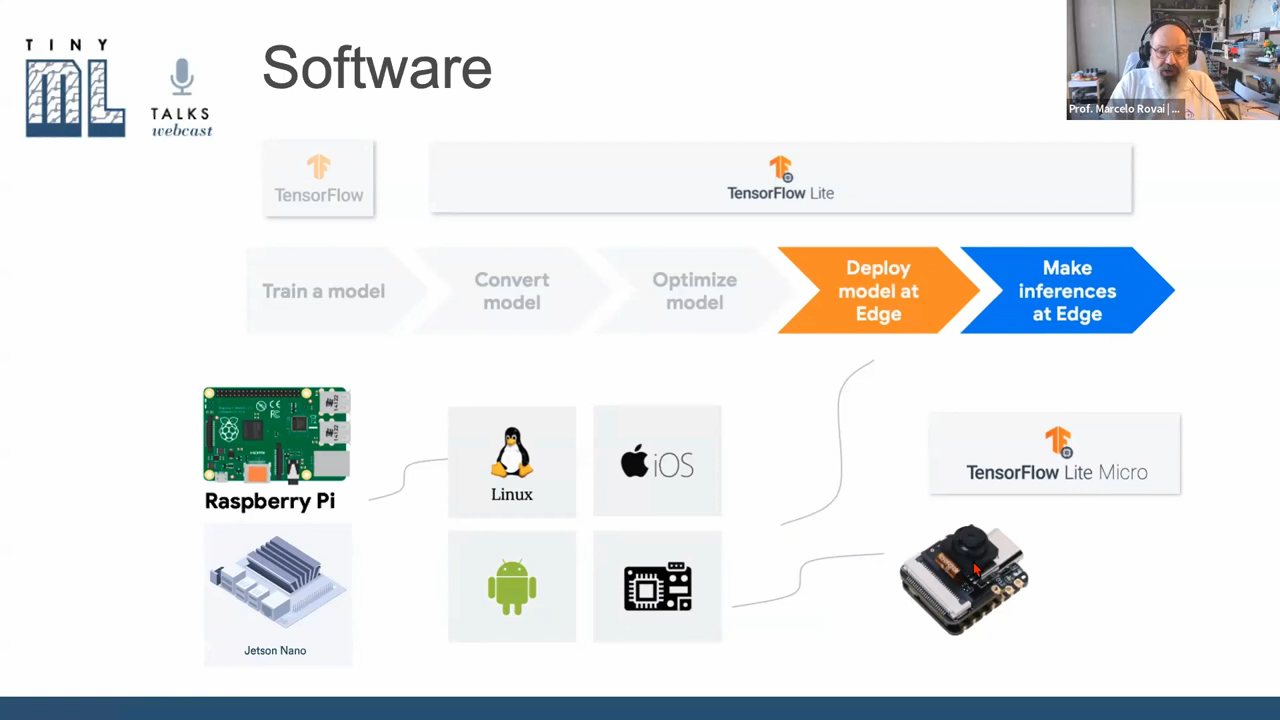 TINY
ML
TALKS
webcast
Software
Prof. Marcelo Rovai | ...
TensorFlow
TensorFlow Lite
Train a model
Convert
model
Optimize
model
Deploy
model at
Edge
Make
inferences
at Edge
Raspberry Pi
Linux
iOS
TensorFlow Lite Micro
Jetson Nano